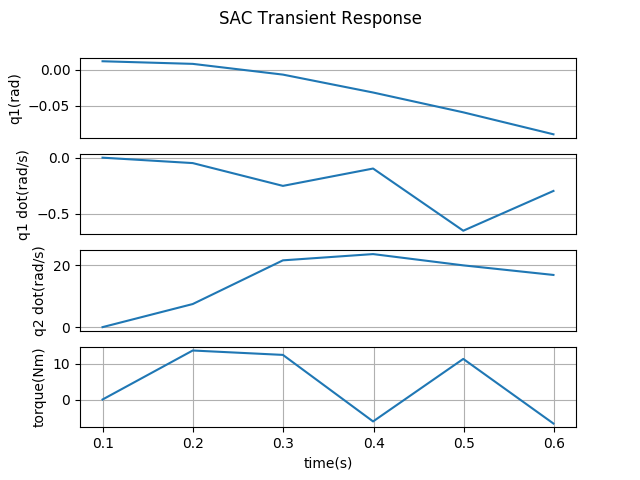 SAC Transient Response
q1(rad)
0.00
−0.05
q1 dot(rad/s)
0.0
−0.5
q2 dot(rad/s)
20
0
torque(Nm)
10
0
0.1 0.2 0.3 0.4 0.5 0.6
time(s)